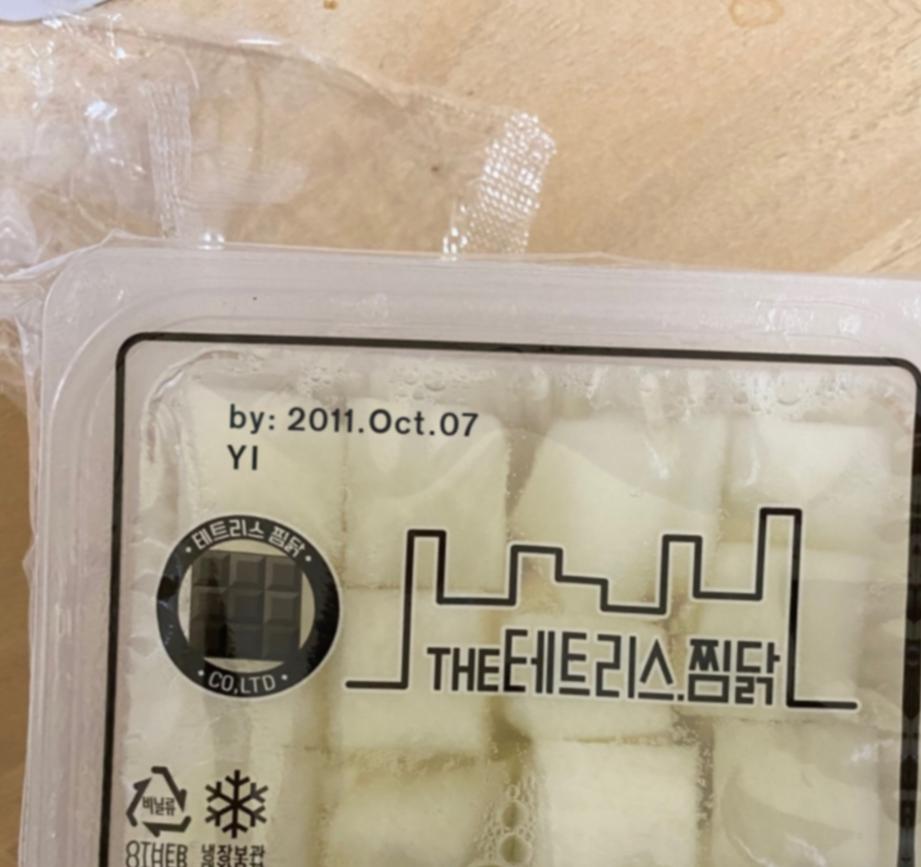 by: 2011.Oct.07
YI
테트리스 찜닭
CO,LTD
THE테트리스.찜닭
비닐류
OTHER 냉장보관